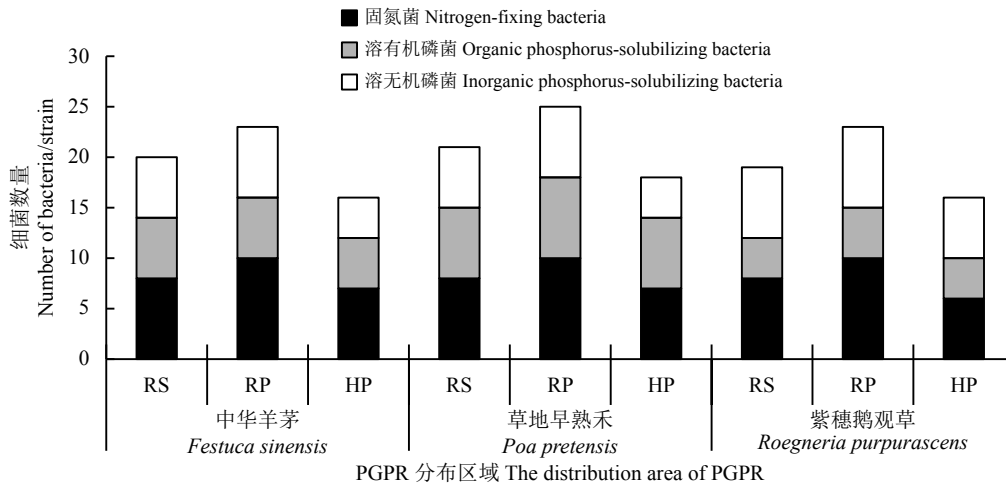 固氮菌 Nitrogen-fixing bacteria
溶有机磷菌 Organic phosphorus-solubilizing bacteria
溶无机磷菌 Inorganic phosphorus-solubilizing bacteria
30
25
20
15
10
5
0
细菌数量
Number of bacteria/strain
RS RP HP RS RP HP RS RP HP
中华羊茅 草地早熟禾 紫穗鹅观草
Festuca sinensis Poa pretensis Roegneria purpurascens
PGPR 分布区域 The distribution area of PGPR